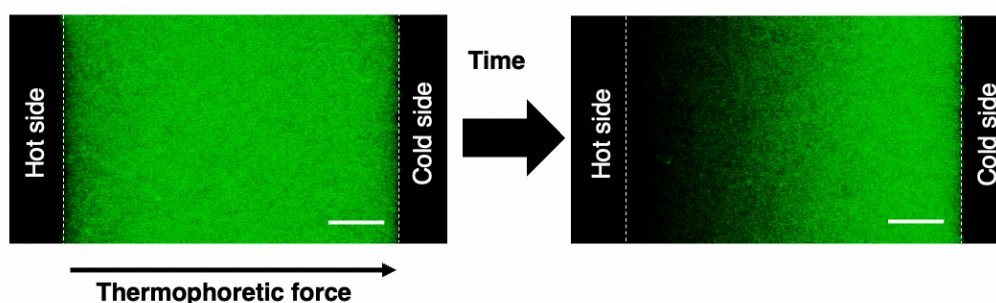 Hot side
Cold side
Time
Hot side
Cold side
Thermophoretic force